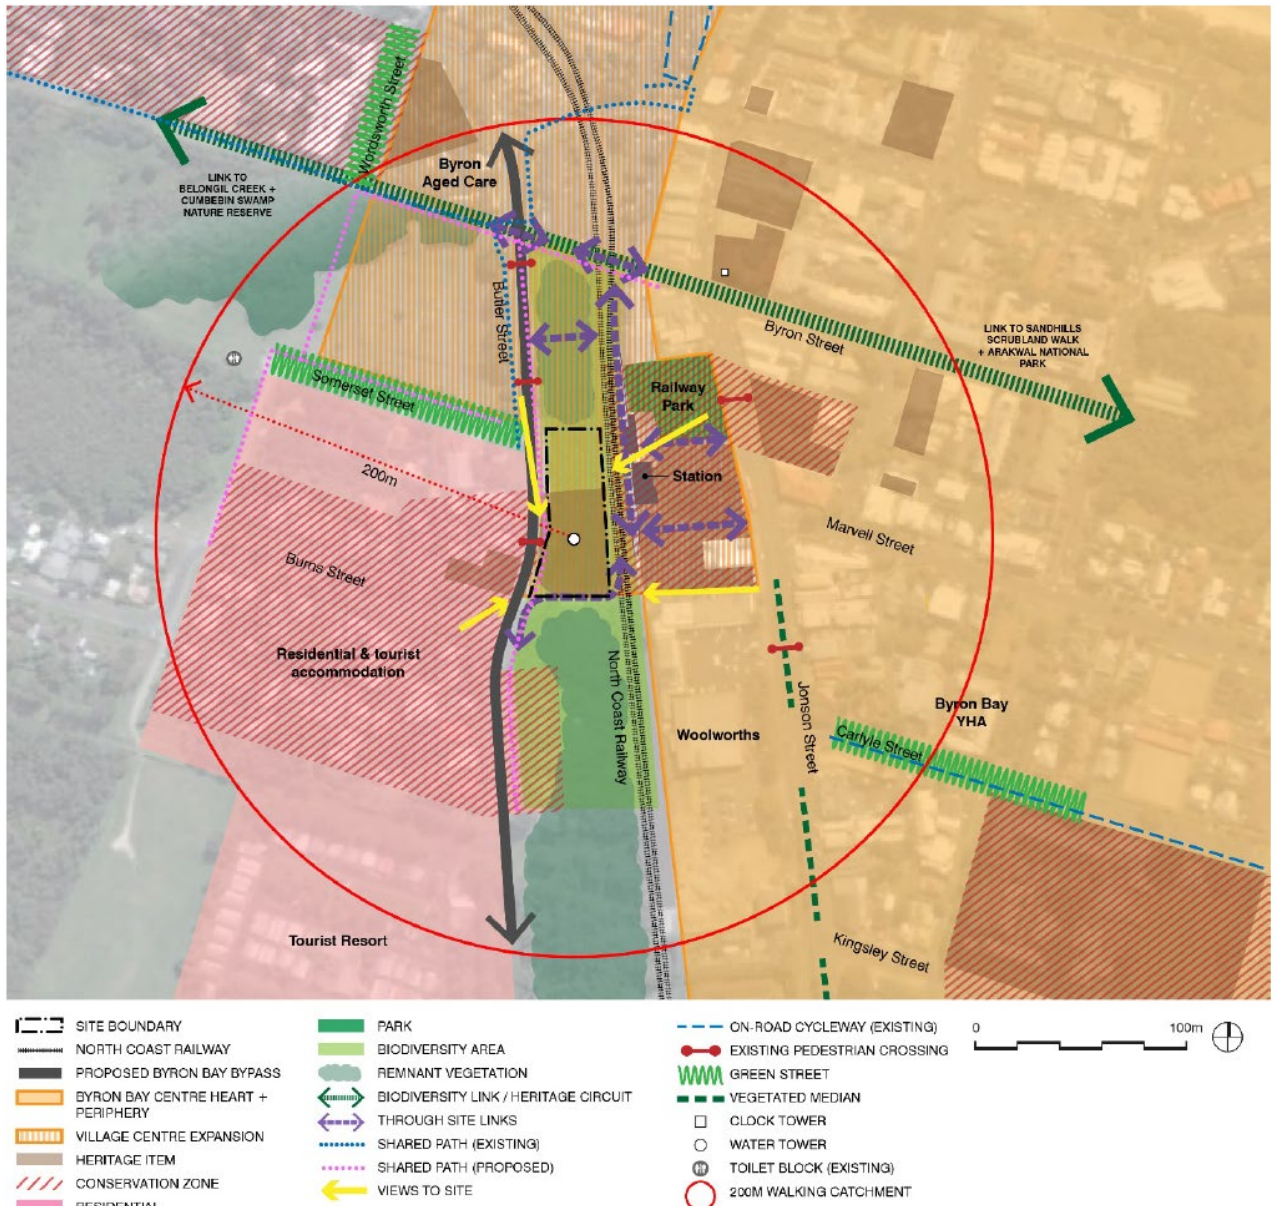 Wordsworth Street
Byron
Aged Care
LINK TO
BELONGIL CREEK +
CUMBEBIN SWAMP
NATURE RESERVE
Butler Street
Byron Street
LINK TO SANDHILLS
SCRUBLAND WALK
+ ARAKWAL NATIONAL
PARK
Somerset Street
Railway
Park
200m
Station
Marvell Street
Burns Street
Residential & tourist
accommodation
North Coast Railway
Jonson Street
Woolworths
Byron Bay
YHA
Carlyle Street
Tourist Resort
Kingsley Street
SITE BOUNDARY
NORTH COAST RAILWAY
PROPOSED BYRON BAY BYPASS
BYRON BAY CENTRE HEART +
PERIPHERY
VILLAGE CENTRE EXPANSION
HERITAGE ITEM
CONSERVATION ZONE
RESIDENTIAL
PARK
BIODIVERSITY AREA
REMNANT VEGETATION
BIODIVERSITY LINK / HERITAGE CIRCUIT
THROUGH SITE LINKS
SHARED PATH (EXISTING)
SHARED PATH (PROPOSED)
VIEWS TO SITE
ON-ROAD CYCLEWAY (EXISTING)
EXISTING PEDESTRIAN CROSSING
GREEN STREET
VEGETATED MEDIAN
CLOCK TOWER
WATER TOWER
TOILET BLOCK (EXISTING)
200M WALKING CATCHMENT
0 100m